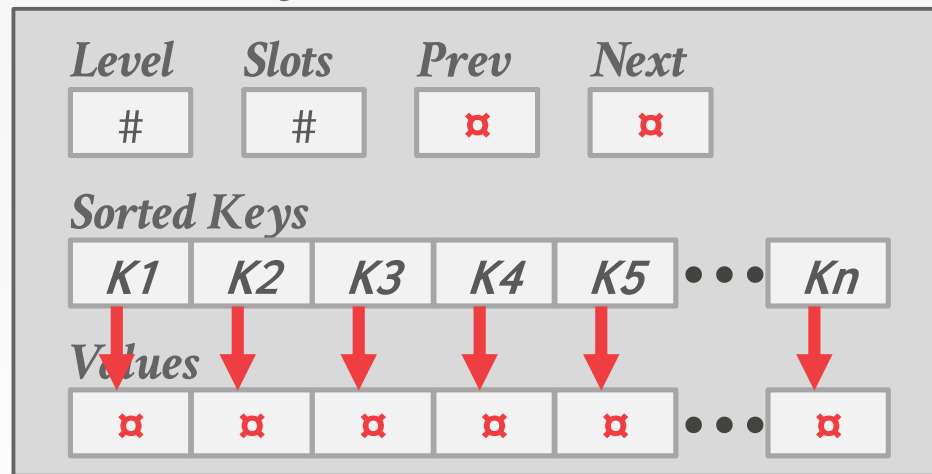 Level Slots Prev Next
# # ¤ ¤
Sorted Keys
K1 K2 K3 K4 K5 ••• Kn
Values
¤ ¤ ¤ ¤ ¤ ••• ¤